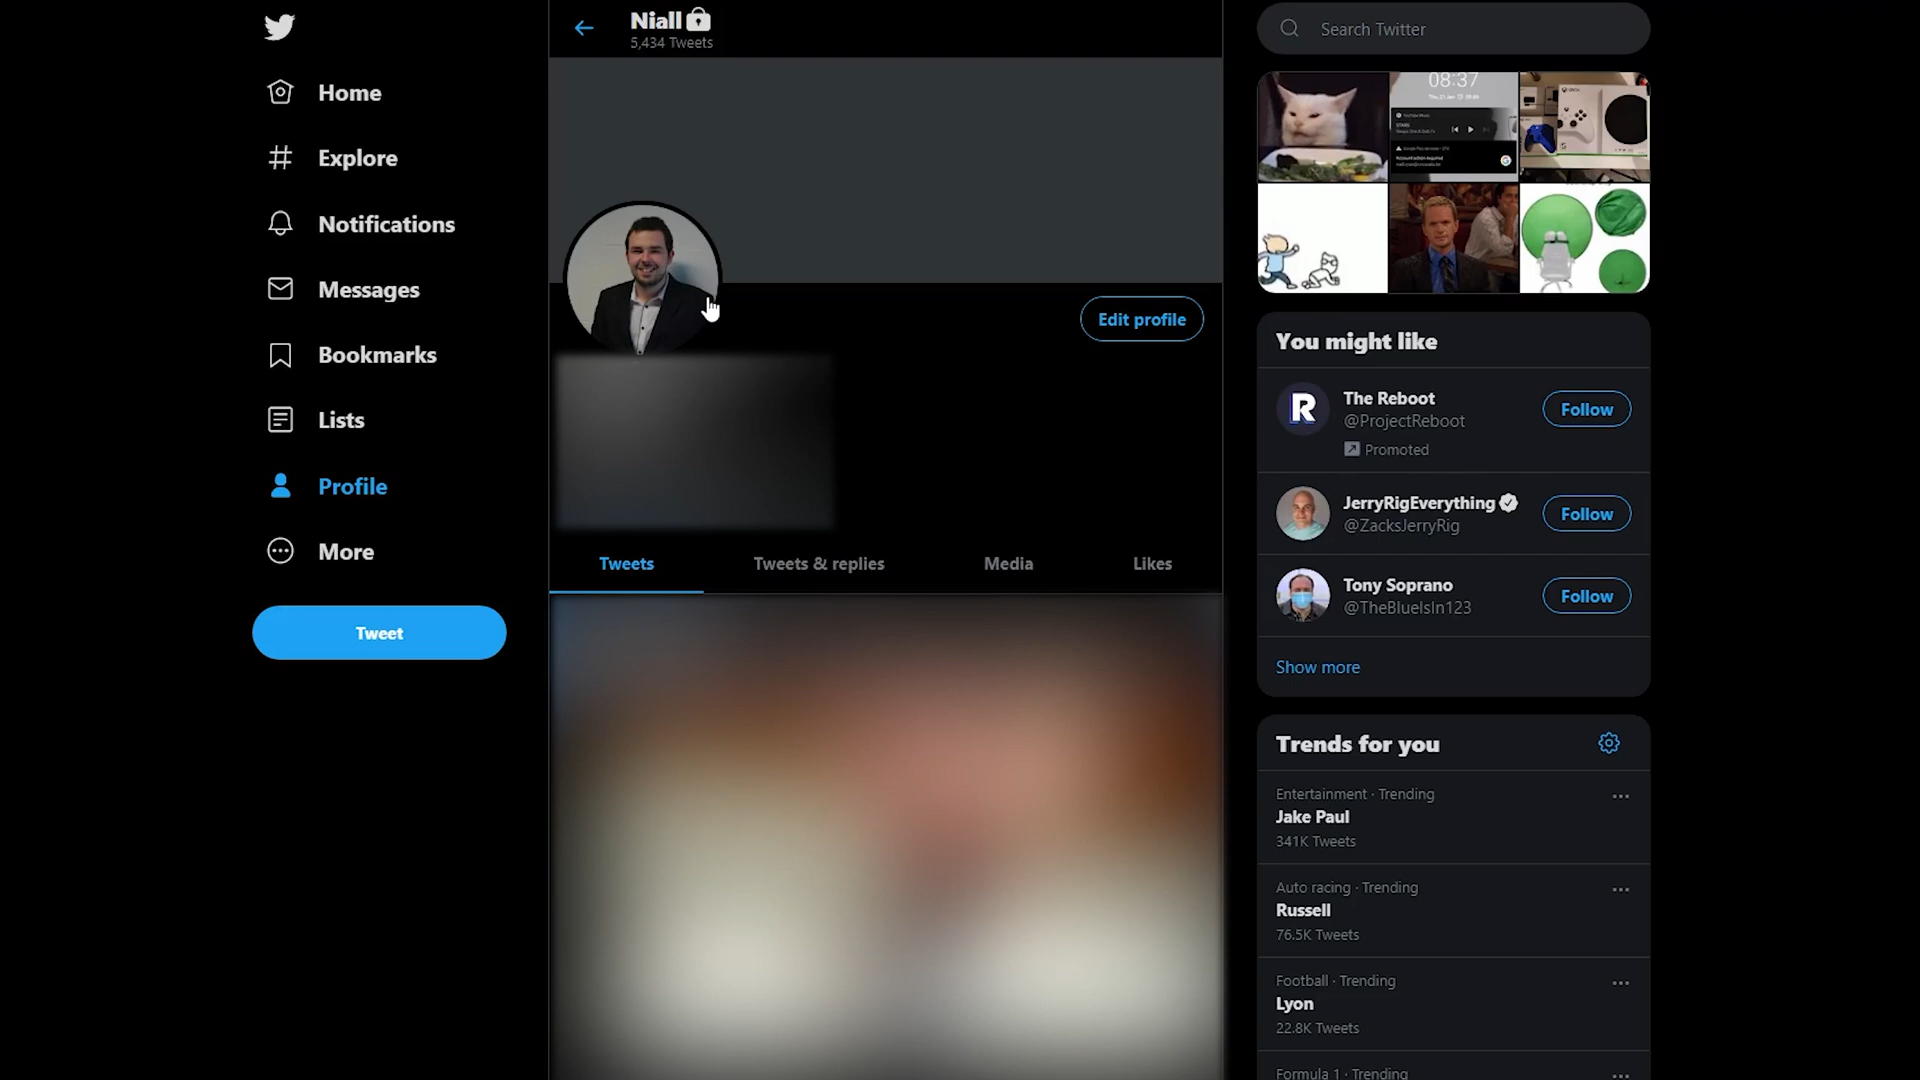 Home
Explore
Notifications
Messages
Bookmarks
Lists
Profile
More
Tweet
Niall
5,434 Tweets
Edit profile
Tweets
Tweets & replies
Media
Likes
Search Twitter
08:37
You might like
The Reboot
@ProjectReboot
Promoted
Follow
JerryRigEverything
@ZacksJerryRig
Follow
Tony Soprano
@TheBlueIsIn123
Follow
Show more
Trends for you
Entertainment · Trending
Jake Paul
341K Tweets
Auto racing · Trending
Russell
76.5K Tweets
Football · Trending
Lyon
22.8K Tweets
Formula 1 · Trending